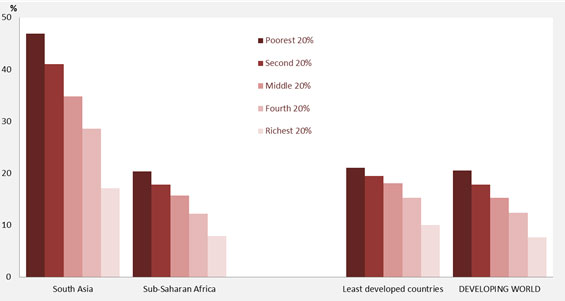 %
50
40
30
20
10
0
Poorest 20%
Second 20%
Middle 20%
Fourth 20%
Richest 20%
South Asia
Sub-Saharan Africa
Least developed countries
DEVELOPING WORLD